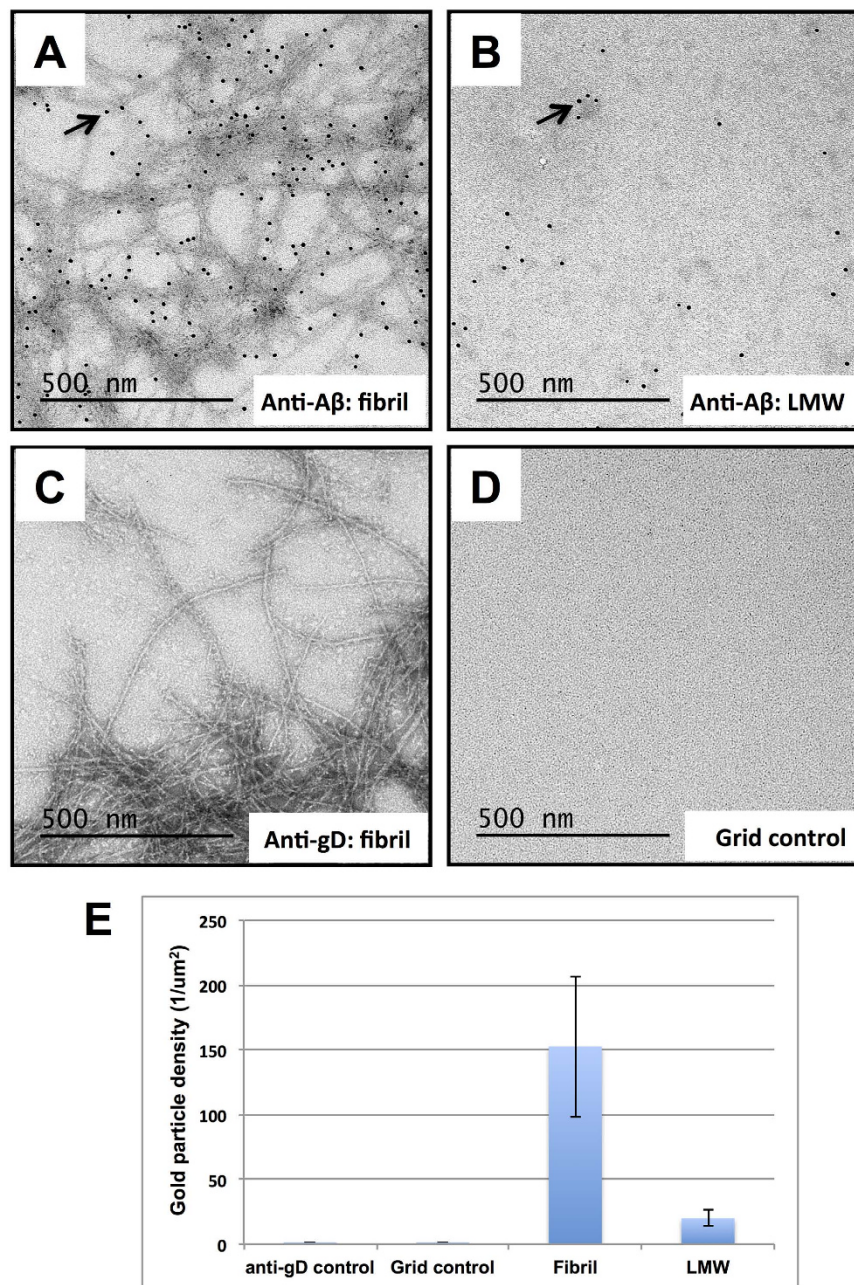 A
B
500 nm
Anti-Aβ: fibril
500 nm
Anti-Aβ: LMW
C
D
500 nm
Anti-gD: fibril
500 nm
Grid control
E
Gold particle density (1/um²)
250
200
150
100
50
0
anti-gD control
Grid control
Fibril
LMW